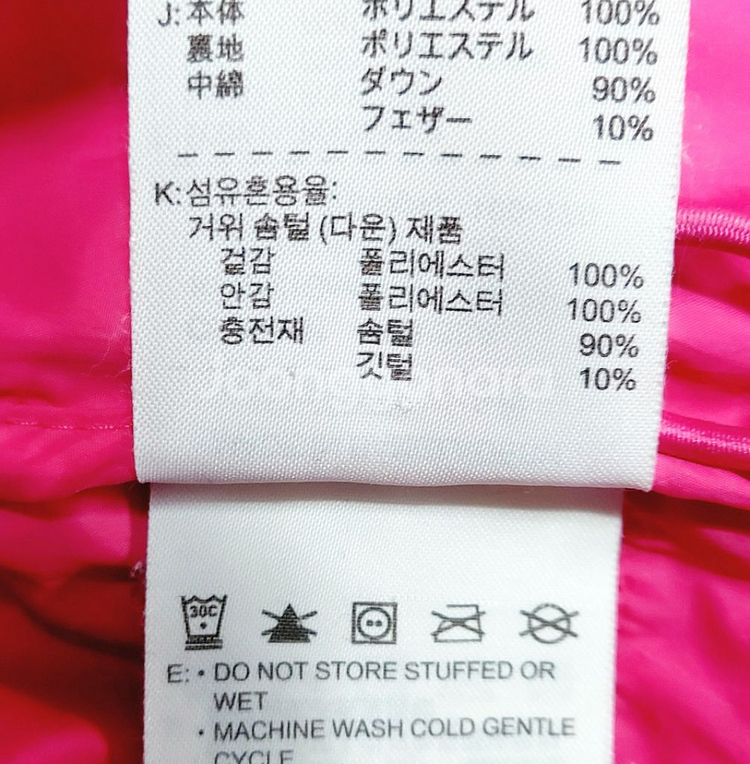 J:本体 ポリエステル 100%
裏地 ポリエステル 100%
中綿 ダウン 90%
フェザー 10%
K:섬유혼용율:
거위 솜털 (다운) 제품
겉감 폴리에스터 100%
안감 폴리에스터 100%
충전재 솜털 90%
깃털 10%
30C
E: • DO NOT STORE STUFFED OR
WET
• MACHINE WASH COLD GENTLE
CYCLE